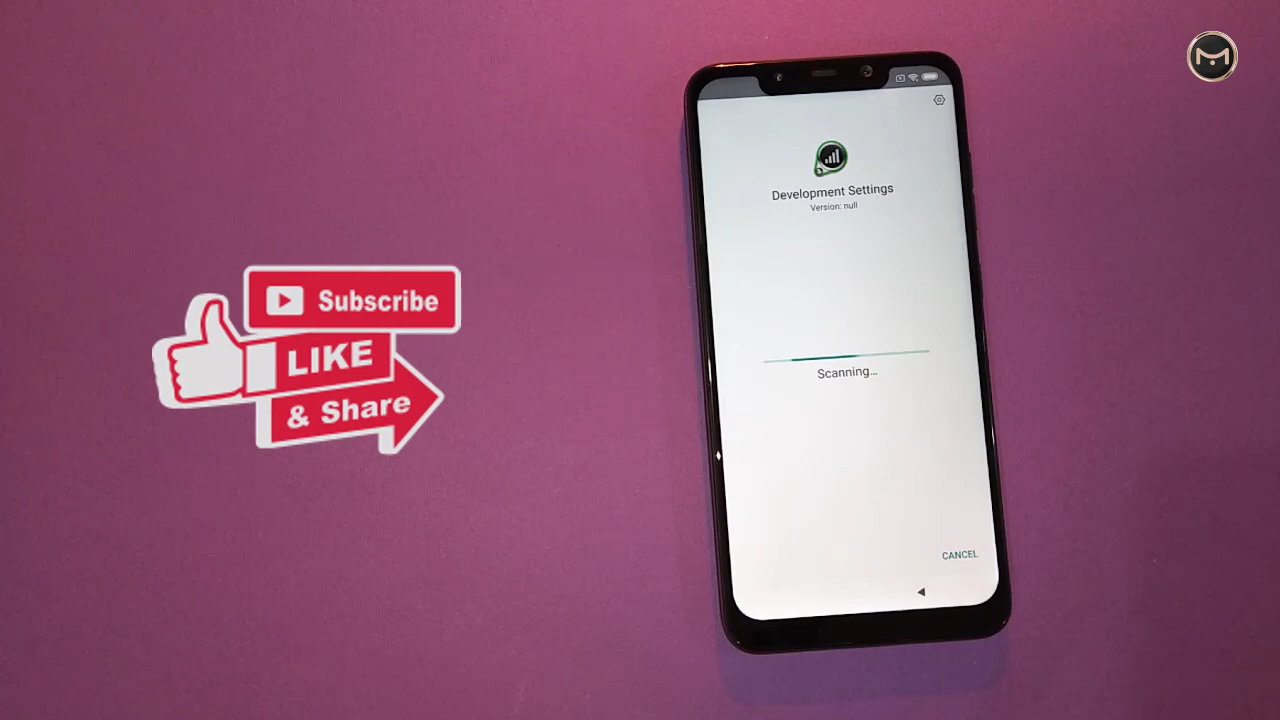 Subscribe
LIKE
& Share
Development Settings
Version: null
Scanning...
CANCEL